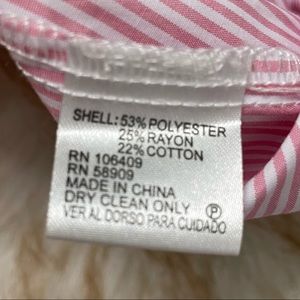 SHELL: 53% POLYESTER
25% RAYON
22% COTTON
RN 106409
RN 58909
MADE IN CHINA
DRY CLEAN ONLY Ⓟ
VER AL DORSO PARA CUIDADO